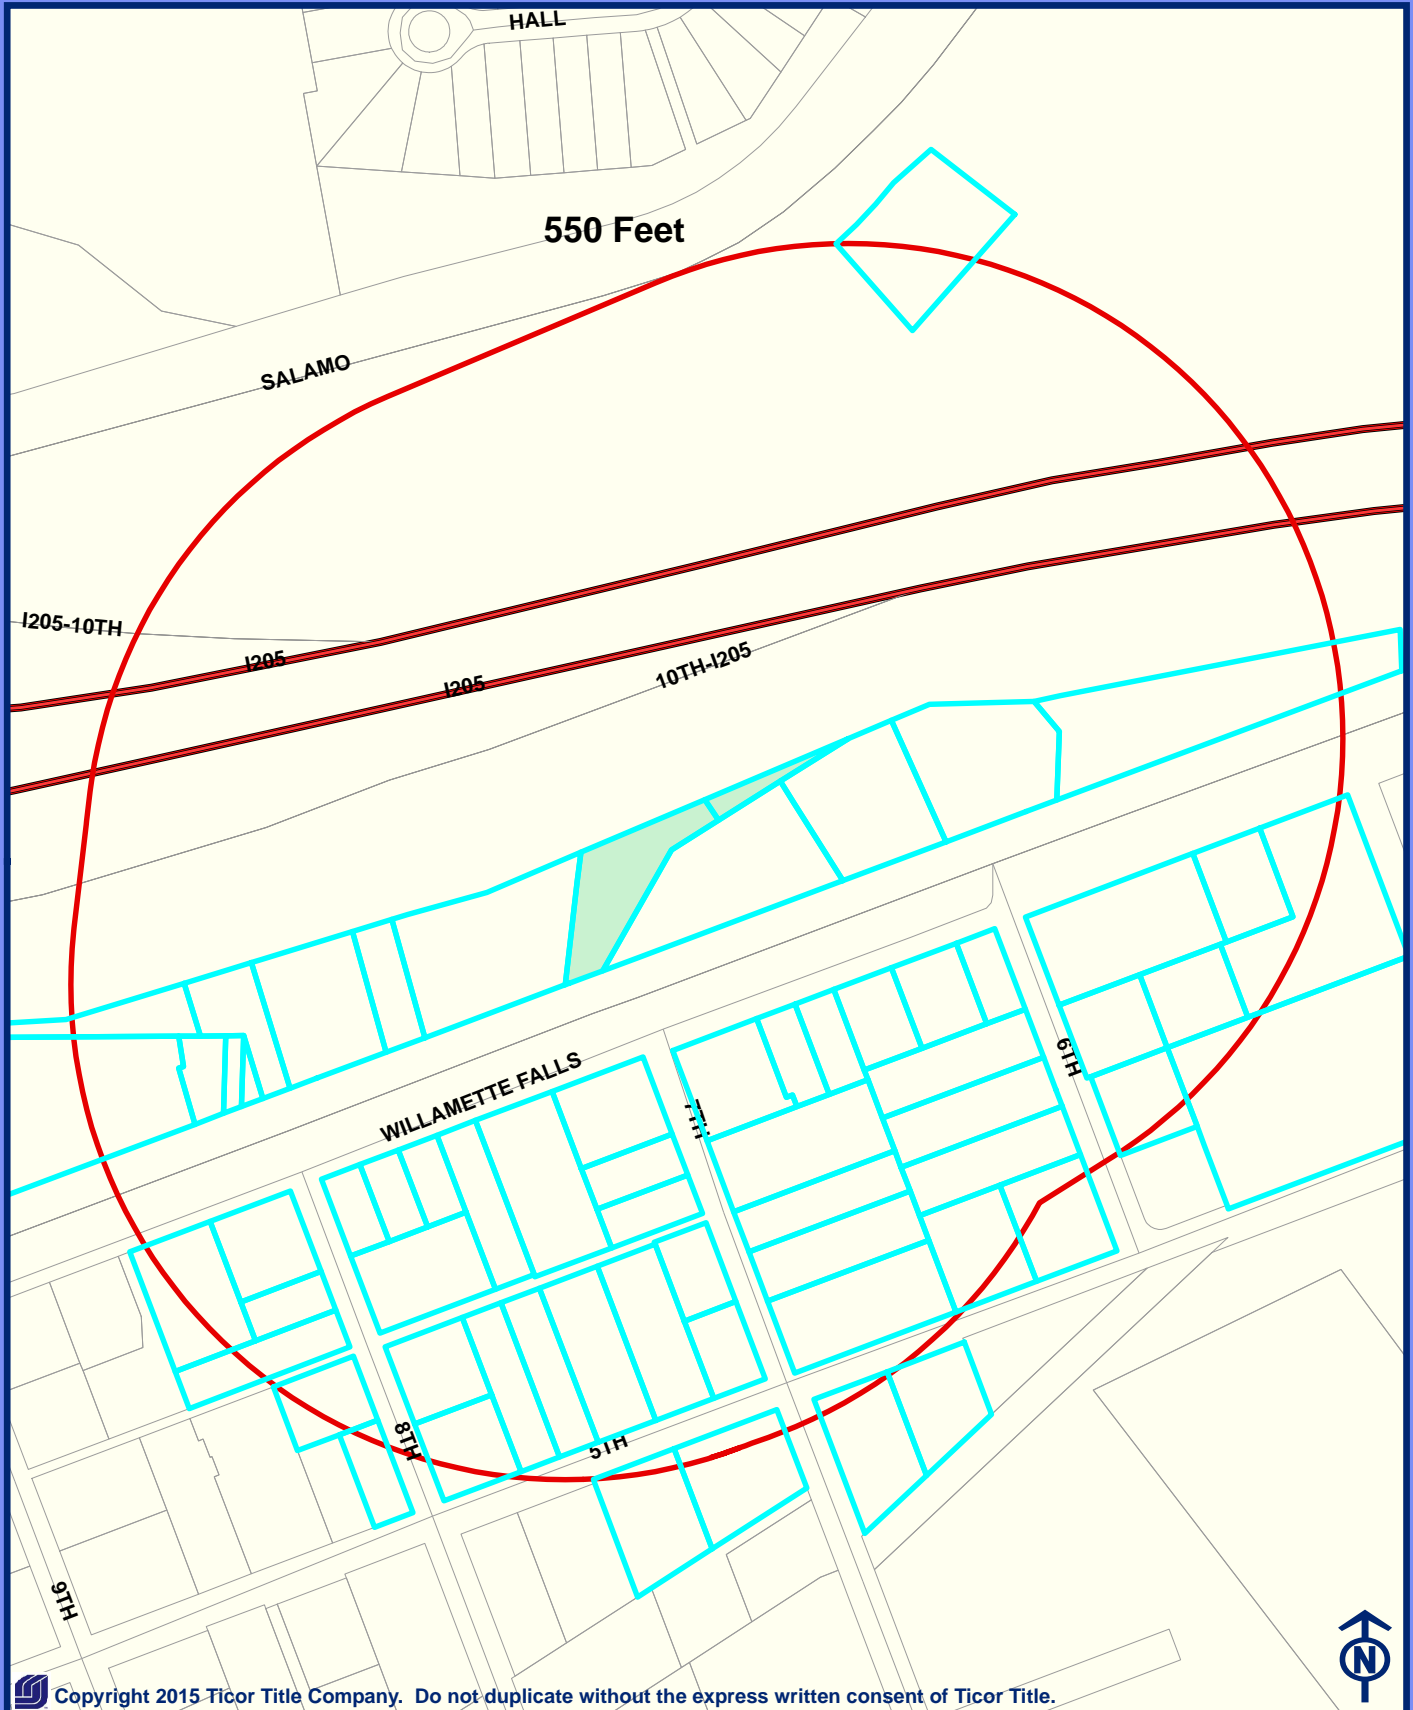 HALL
550 Feet
SALAMO
I205-10TH
I205
I205
10TH-I205
6TH
WILLAMETTE FALLS
7TH
8TH
5TH
9TH
N
Copyright 2015 Ticor Title Company. Do not duplicate without the express written consent of Ticor Title.